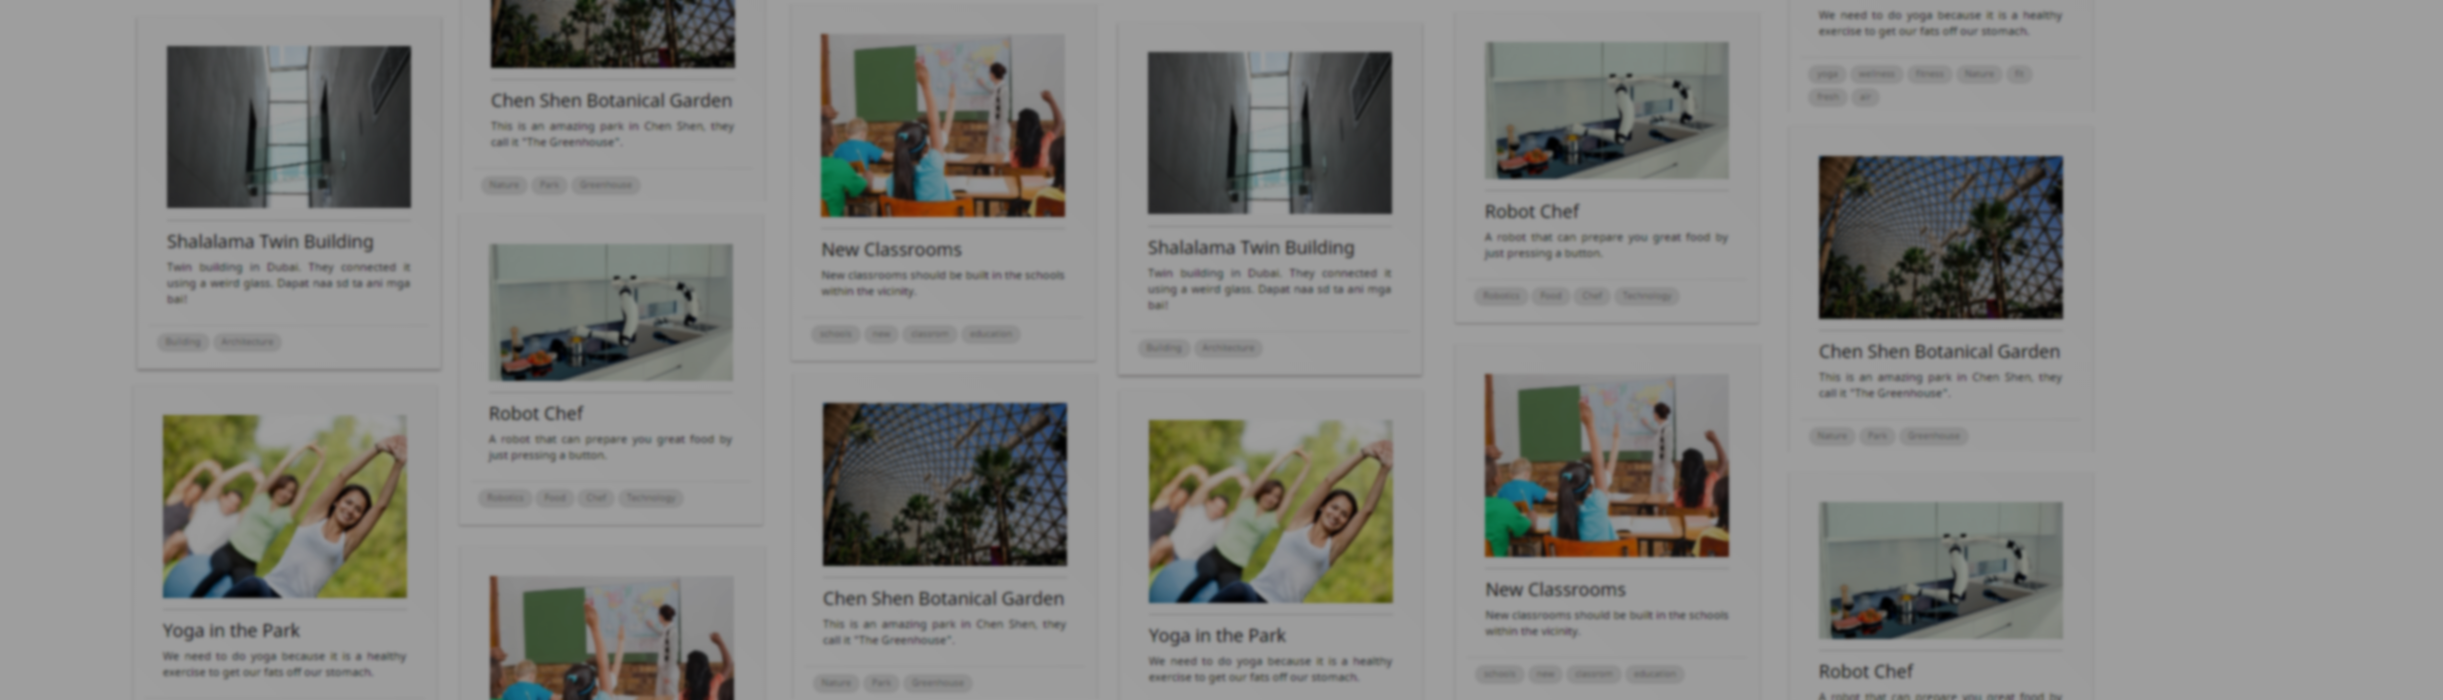 Shalalama Twin Building
Twin building in Dubai. They connected it
using a weird glass. Dapat naa sd ta ani mga
bai!
Building
Architecture
Yoga in the Park
We need to do yoga because it is a healthy
exercise to get our fats off our stomach.
Chen Shen Botanical Garden
This is an amazing park in Chen Shen, they
call it "The Greenhouse".
Nature
Park
Greenhouse
Robot Chef
A robot that can prepare you great food by
just pressing a button.
Robotics
Food
Chef
Technology
New Classrooms
New classrooms should be built in the schools
within the vicinity.
schools
new
classrom
education
Chen Shen Botanical Garden
This is an amazing park in Chen Shen, they
call it "The Greenhouse".
Nature
Park
Greenhouse
Shalalama Twin Building
Twin building in Dubai. They connected it
using a weird glass. Dapat naa sd ta ani mga
bai!
Building
Architecture
Yoga in the Park
We need to do yoga because it is a healthy
exercise to get our fats off our stomach.
Robot Chef
A robot that can prepare you great food by
just pressing a button.
Robotics
Food
Chef
Technology
New Classrooms
New classrooms should be built in the schools
within the vicinity.
schools
new
classrom
education
We need to do yoga because it is a healthy
exercise to get our fats off our stomach.
yoga
wellness
fitness
Nature
fit
fresh
air
Chen Shen Botanical Garden
This is an amazing park in Chen Shen, they
call it "The Greenhouse".
Nature
Park
Greenhouse
Robot Chef
A robot that can prepare you great food by